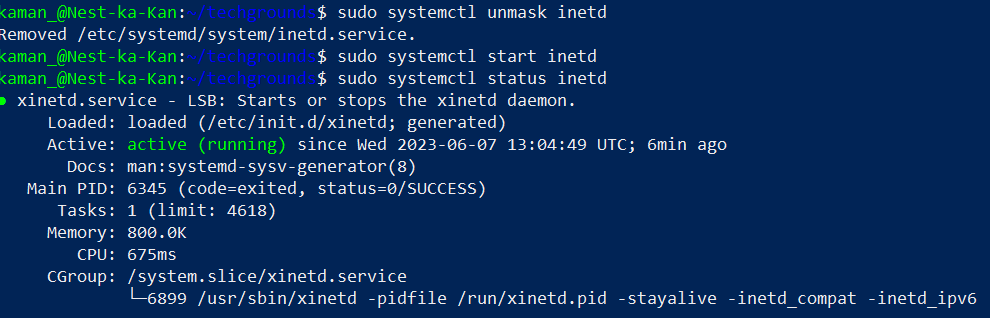 kaman_@Nest-ka-Kan:~/techgrounds$ sudo systemctl unmask inetd
Removed /etc/systemd/system/inetd.service.
kaman_@Nest-ka-Kan:~/techgrounds$ sudo systemctl start inetd
kaman_@Nest-ka-Kan:~/techgrounds$ sudo systemctl status inetd
● xinetd.service - LSB: Starts or stops the xinetd daemon.
Loaded: loaded (/etc/init.d/xinetd; generated)
Active: active (running) since Wed 2023-06-07 13:04:49 UTC; 6min ago
Docs: man:systemd-sysv-generator(8)
Main PID: 6345 (code=exited, status=0/SUCCESS)
Tasks: 1 (limit: 4618)
Memory: 800.0K
CPU: 675ms
CGroup: /system.slice/xinetd.service
└─6899 /usr/sbin/xinetd -pidfile /run/xinetd.pid -stayalive -inetd_compat -inetd_ipv6